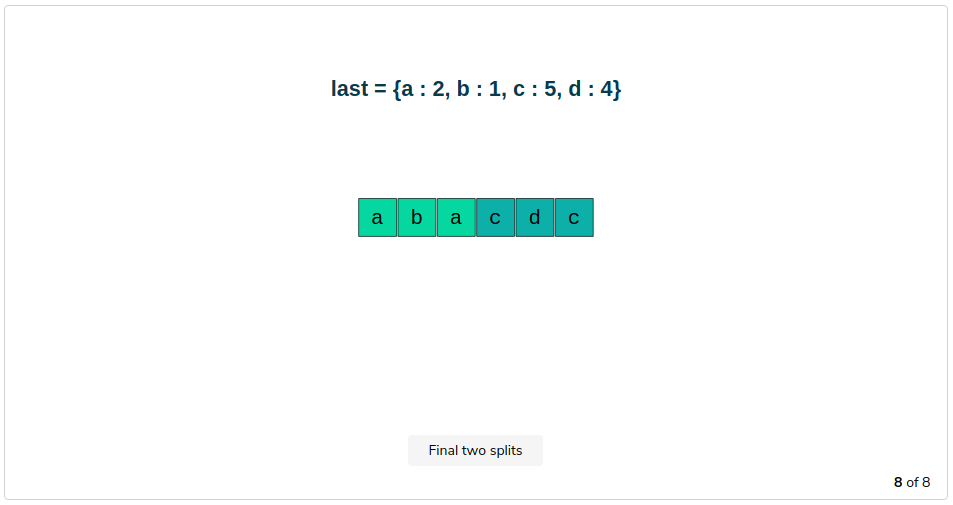 last = {a : 2, b : 1, c : 5, d : 4}
a b a c d c
Final two splits
8 of 8